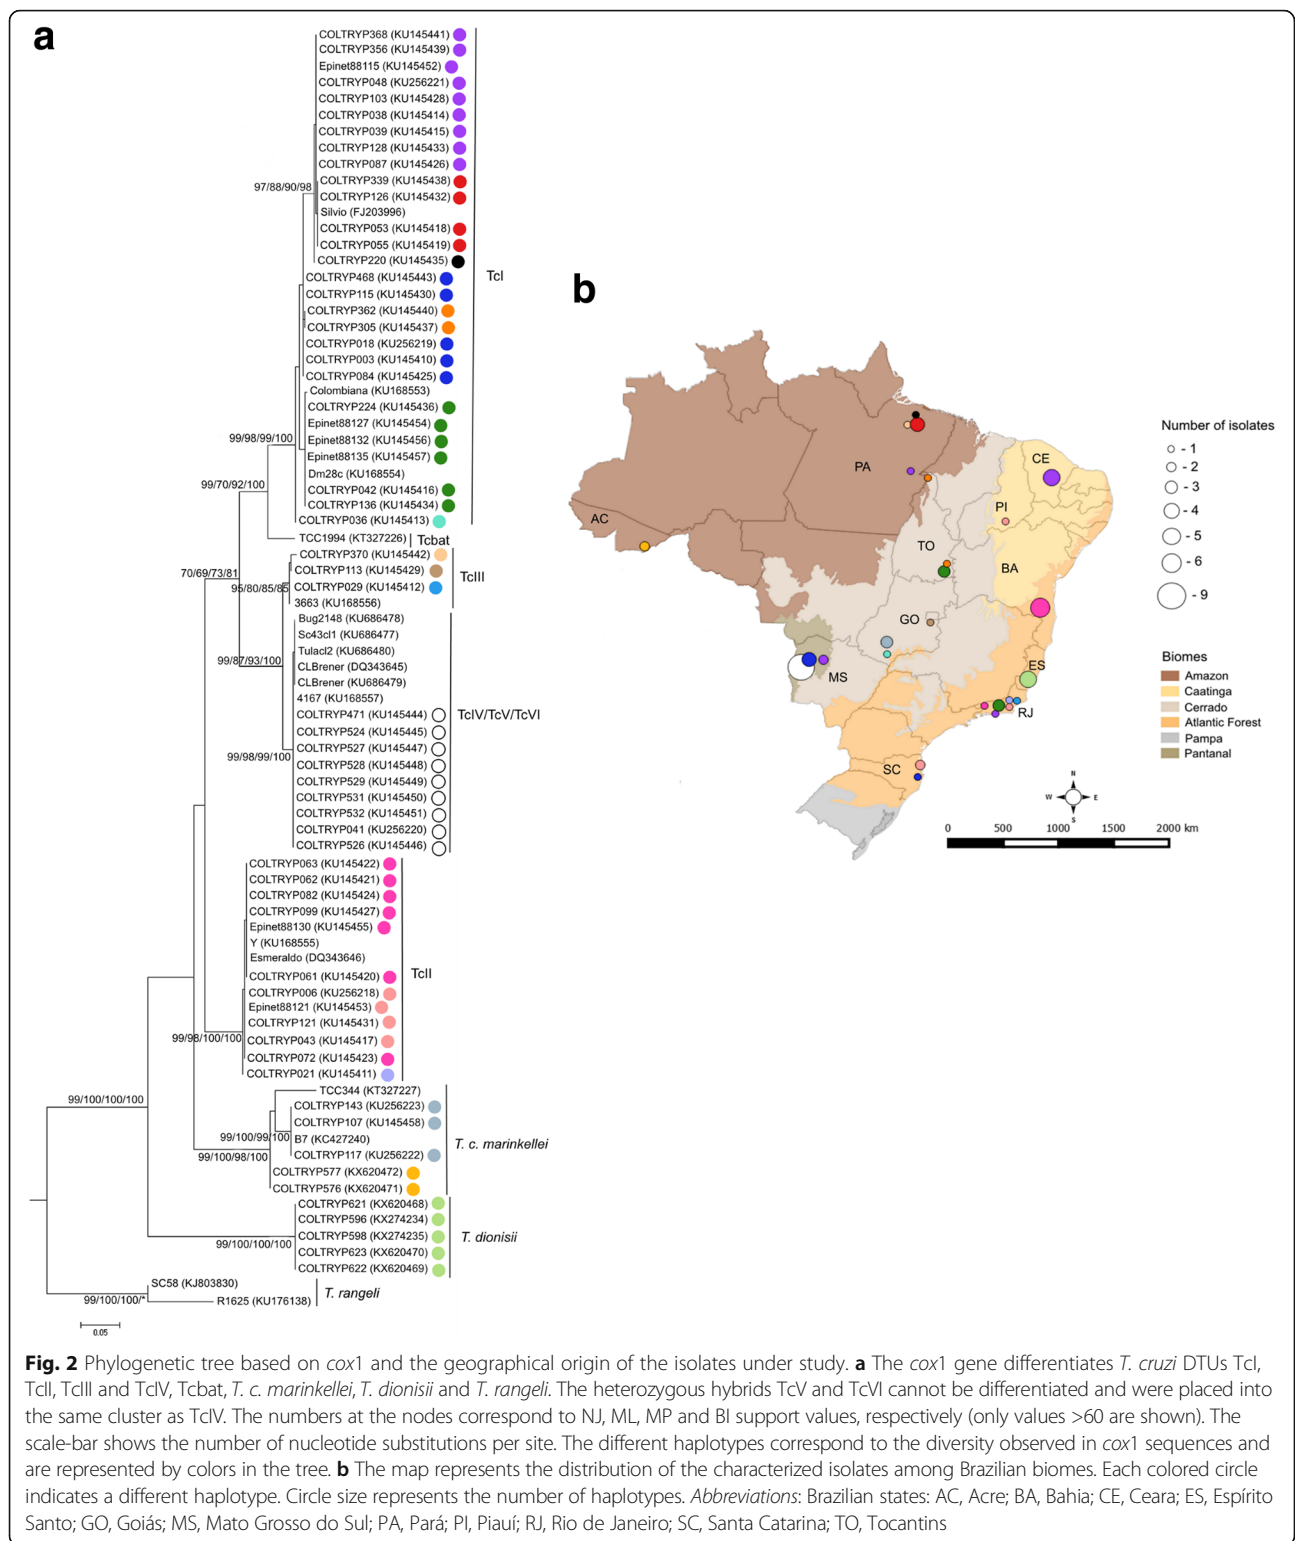 a
COLTRYP368 (KU145441)
COLTRYP356 (KU145439)
Epinet88115 (KU145452)
COLTRYP048 (KU256221)
COLTRYP103 (KU145428)
COLTRYP038 (KU145414)
COLTRYP039 (KU145415)
COLTRYP128 (KU145433)
COLTRYP087 (KU145426)
COLTRYP339 (KU145438)
97/88/90/98
COLTRYP126 (KU145432)
Silvio (FJ203996)
COLTRYP053 (KU145418)
COLTRYP055 (KU145419)
COLTRYP220 (KU145435)
TcI
COLTRYP468 (KU145443)
COLTRYP115 (KU145430)
COLTRYP362 (KU145440)
COLTRYP305 (KU145437)
COLTRYP018 (KU256219)
COLTRYP003 (KU145410)
COLTRYP084 (KU145425)
Colombiana (KU168553)
COLTRYP224 (KU145436)
Epinet88127 (KU145454)
99/98/99/100
Epinet88132 (KU145456)
Epinet88135 (KU145457)
Dm28c (KU168554)
99/70/92/100
COLTRYP042 (KU145416)
COLTRYP136 (KU145434)
COLTRYP036 (KU145413)
TCC1994 (KT327226) Tcbat
COLTRYP370 (KU145442)
70/69/73/81
COLTRYP113 (KU145429)
TcIII
95/80/85/85
COLTRYP029 (KU145412)
3663 (KU168556)
Bug2148 (KU686478)
Sc43cl1 (KU686477)
Tulacl2 (KU686480)
99/87/93/100
CLBrener (DQ343645)
CLBrener (KU686479)
4167 (KU168557)
COLTRYP471 (KU145444)
TcIV/TcV/TcVI
COLTRYP524 (KU145445)
COLTRYP527 (KU145447)
99/98/99/100
COLTRYP528 (KU145448)
COLTRYP529 (KU145449)
COLTRYP531 (KU145450)
COLTRYP532 (KU145451)
COLTRYP041 (KU256220)
COLTRYP526 (KU145446)
COLTRYP063 (KU145422)
COLTRYP062 (KU145421)
COLTRYP082 (KU145424)
COLTRYP099 (KU145427)
Epinet88130 (KU145455)
Y (KU168555)
Esmeraldo (DQ343646)
COLTRYP061 (KU145420)
TcII
COLTRYP006 (KU256218)
Epinet88121 (KU145453)
COLTRYP121 (KU145431)
99/98/100/100
COLTRYP043 (KU145417)
COLTRYP072 (KU145423)
COLTRYP021 (KU145411)
TCC344 (KT327227)
99/100/100/100
COLTRYP143 (KU256223)
COLTRYP107 (KU145458)
99/100/99/100
B7 (KC427240)
T. c. marinkellei
99/100/98/100
COLTRYP117 (KU256222)
COLTRYP577 (KX620472)
COLTRYP576 (KX620471)
COLTRYP621 (KX620468)
COLTRYP596 (KX274234)
COLTRYP598 (KX274235)
T. dionisii
99/100/100/100
COLTRYP623 (KX620470)
COLTRYP622 (KX620469)
SC58 (KJ803830)
T. rangeli
99/100/100/*
R1625 (KU176138)
0.05
b
PA
CE
AC
PI
TO
BA
GO
ES
MS
RJ
SC
Number of isolates
- 1
- 2
- 3
- 4
- 5
- 6
- 9
Biomes
Amazon
Caatinga
Cerrado
Atlantic Forest
Pampa
Pantanal
N
W E
S
0 500 1000 1500 2000 km
Fig. 2 Phylogenetic tree based on cox1 and the geographical origin of the isolates under study. a The cox1 gene differentiates T. cruzi DTUs TcI,
TcII, TcIII and TcIV, Tcbat, T. c. marinkellei, T. dionisii and T. rangeli. The heterozygous hybrids TcV and TcVI cannot be differentiated and were placed into
the same cluster as TcIV. The numbers at the nodes correspond to NJ, ML, MP and BI support values, respectively (only values >60 are shown). The
scale-bar shows the number of nucleotide substitutions per site. The different haplotypes correspond to the diversity observed in cox1 sequences and
are represented by colors in the tree. b The map represents the distribution of the characterized isolates among Brazilian biomes. Each colored circle
indicates a different haplotype. Circle size represents the number of haplotypes. Abbreviations: Brazilian states: AC, Acre; BA, Bahia; CE, Ceara; ES, Espírito
Santo; GO, Goiás; MS, Mato Grosso do Sul; PA, Pará; PI, Piauí; RJ, Rio de Janeiro; SC, Santa Catarina; TO, Tocantins